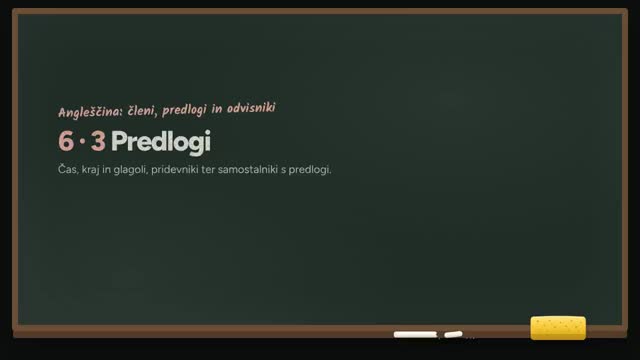 Angleščina: členi, predlogi in odvisniki
6・3 Predlogi
Čas, kraj in glagoli, pridevniki ter samostalniki s predlogi.